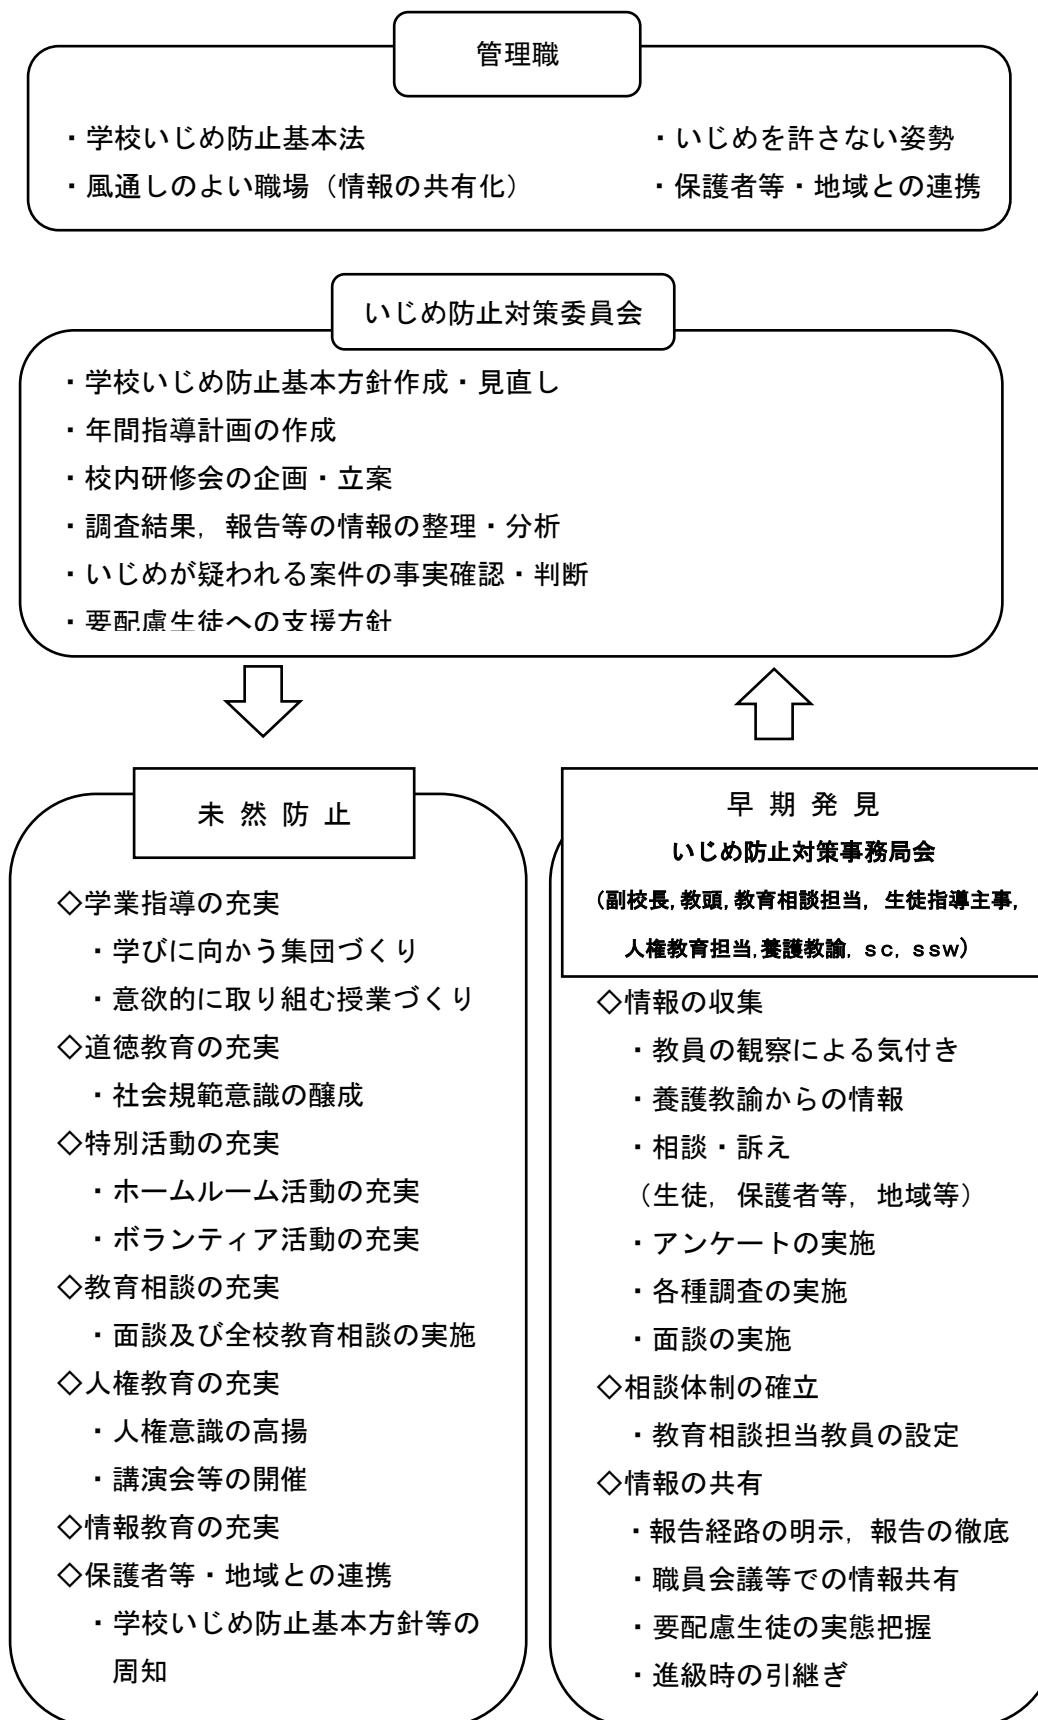 管理職
・学校いじめ防止基本法
・いじめを許さない姿勢
・風通しのよい職場（情報の共有化）
・保護者等・地域との連携
いじめ防止対策委員会
・学校いじめ防止基本方針作成・見直し
・年間指導計画の作成
・校内研修会の企画・立案
・調査結果，報告等の情報の整理・分析
・いじめが疑われる案件の事実確認・判断
・要配慮生徒への支援方針
未 然 防 止
◇学業指導の充実
・学びに向かう集団づくり
・意欲的に取り組む授業づくり
◇道徳教育の充実
・社会規範意識の醸成
◇特別活動の充実
・ホームルーム活動の充実
・ボランティア活動の充実
◇教育相談の充実
・面談及び全校教育相談の実施
◇人権教育の充実
・人権意識の高揚
・講演会等の開催
◇情報教育の充実
◇保護者等・地域との連携
・学校いじめ防止基本方針等の
周知
早 期 発 見
いじめ防止対策事務局会
（副校長，教頭，教育相談担当，生徒指導主事，
人権教育担当，養護教諭，ｓｃ，ｓｓｗ）
◇情報の収集
・教員の観察による気付き
・養護教諭からの情報
・相談・訴え
（生徒，保護者等，地域等）
・アンケートの実施
・各種調査の実施
・面談の実施
◇相談体制の確立
・教育相談担当教員の設定
◇情報の共有
・報告経路の明示，報告の徹底
・職員会議等での情報共有
・要配慮生徒の実態把握
・進級時の引継ぎ